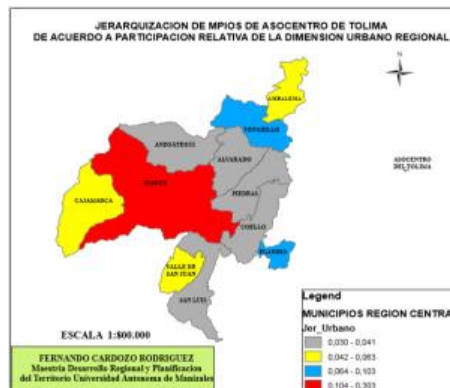 JERARQUIZACION DE MPIOS DE ASOCENTRO DE TOLIMA
DE ACUERDO A PARTICIPACION RELATIVA DE LA DIMENSION URBANO REGIONAL
N
AMBALEMA
VENADILLO
ANZOATEGUI
ALVARADO
ASOCENTRO
DEL TOLIMA
IBAGUE
PIEDRAS
CAJAMARCA
COELLO
FLANDES
VALLE DE
SAN JUAN
SAN LUIS
Legend
MUNICIPIOS REGION CENTRA
Jer_Urbano
0,030 - 0,041
0,042 - 0,063
0,064 - 0,103
0,104 - 0,303
ESCALA 1:800.000
FERNANDO CARDOZO RODRIGUEZ
Maestria Desarrollo Regional y Planificacion
del Territorio Universidad Autonoma de Manizales